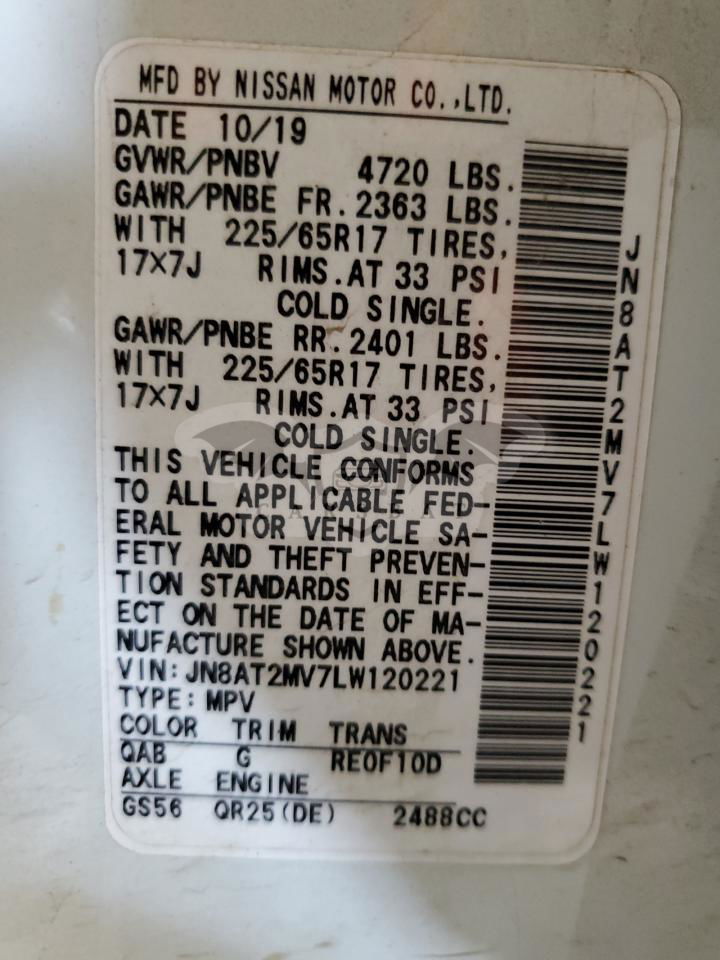 MFD BY NISSAN MOTOR CO.,LTD.
DATE 10/19
GVWR/PNBV 4720 LBS.
GAWR/PNBE FR. 2363 LBS.
WITH 225/65R17 TIRES,
17X7J RIMS. AT 33 PSI
COLD SINGLE.
GAWR/PNBE RR. 2401 LBS.
WITH 225/65R17 TIRES,
17X7J RIMS. AT 33 PSI
COLD SINGLE.
THIS VEHICLE CONFORMS
TO ALL APPLICABLE FED-
ERAL MOTOR VEHICLE SA-
FETY AND THEFT PREVEN-
TION STANDARDS IN EFF-
ECT ON THE DATE OF MA-
NUFACTURE SHOWN ABOVE.
VIN: JN8AT2MV7LW120221
TYPE: MPV
COLOR TRIM TRANS
QAB G RE0F10D
AXLE ENGINE
GS56 QR25(DE) 2488CC
JN8AT2MV7LW120221